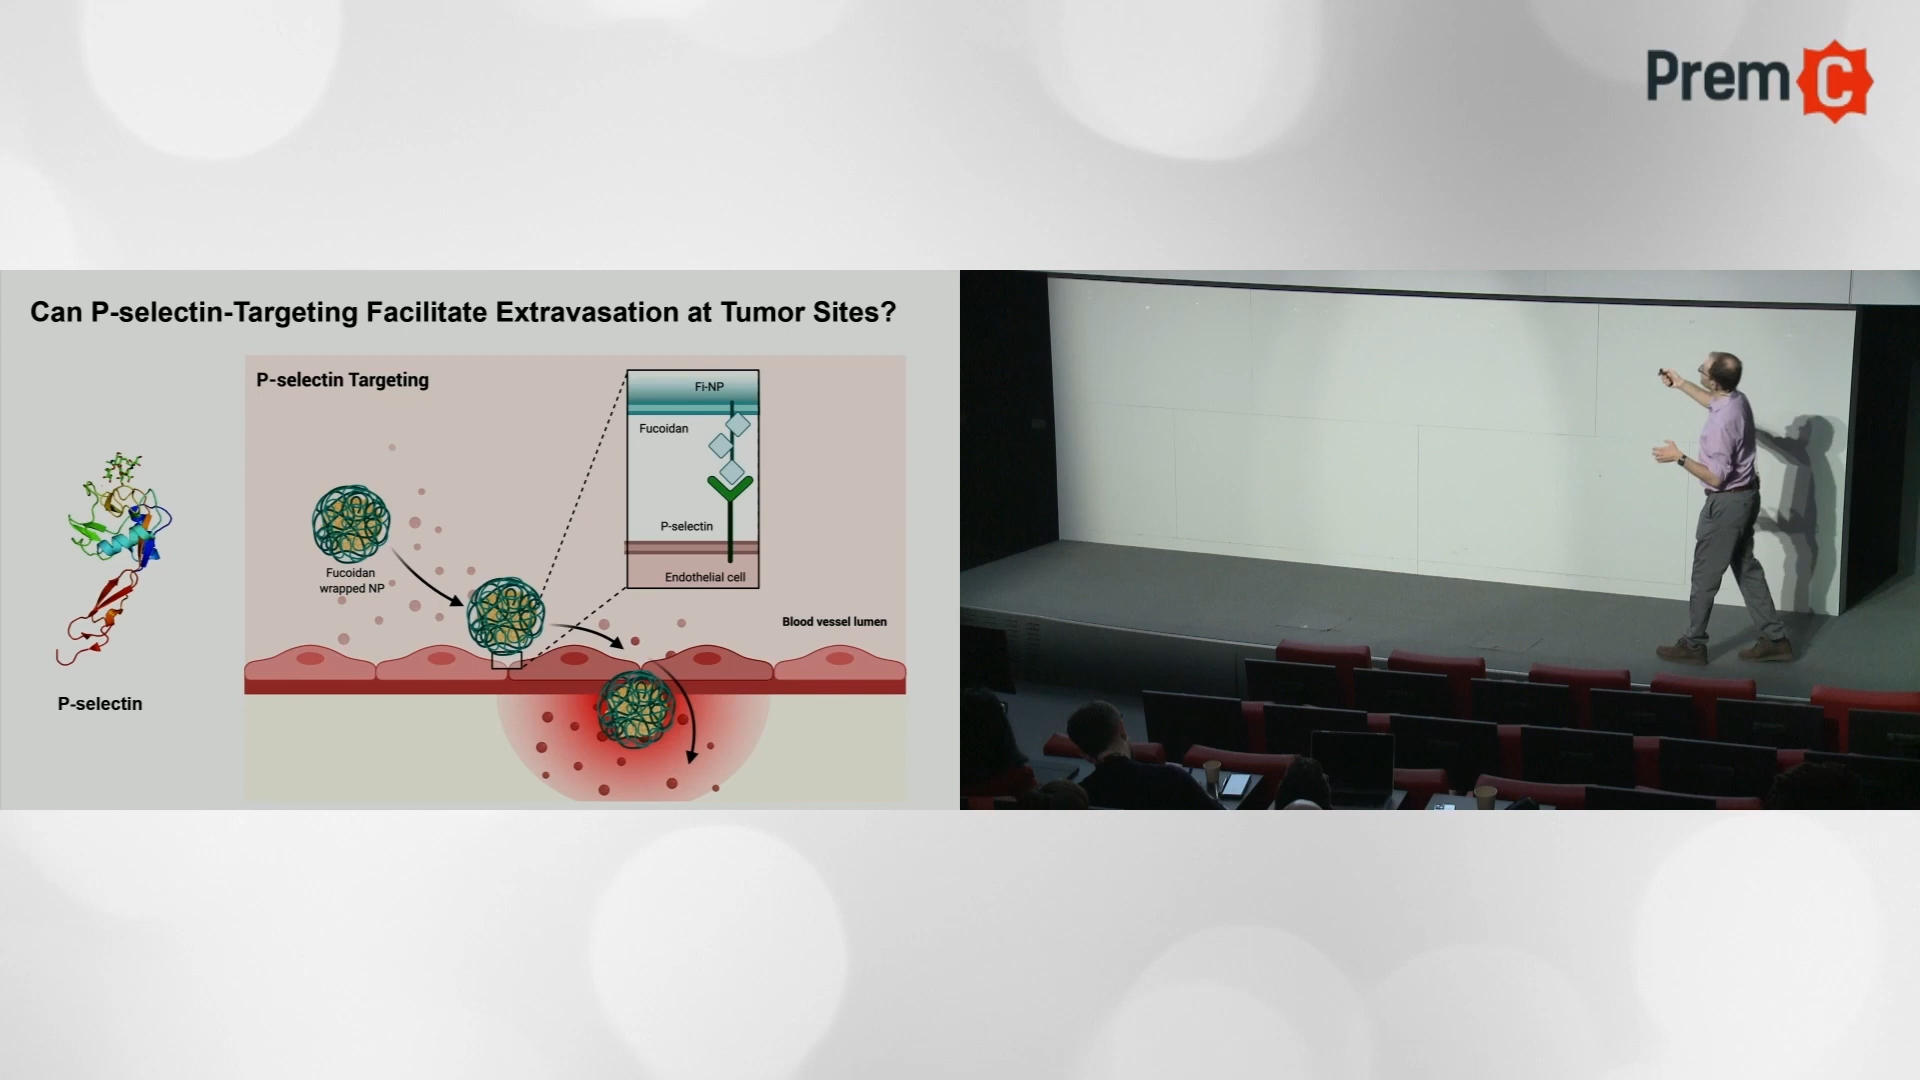 Prem C
Can P-selectin-Targeting Facilitate Extravasation at Tumor Sites?
P-selectin Targeting
Fi-NP
Fucoidan
P-selectin
Endothelial cell
Fucoidan
wrapped NP
Blood vessel lumen
P-selectin